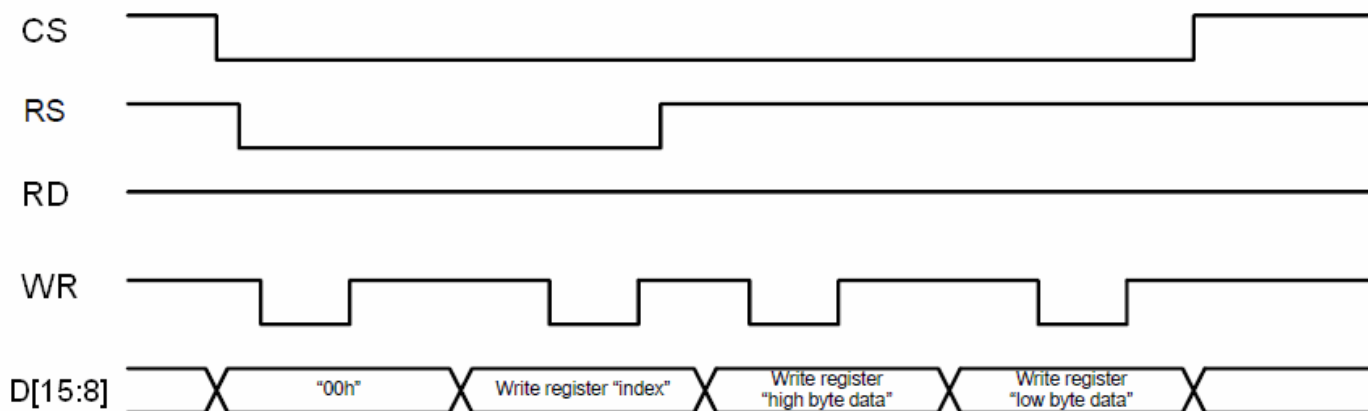 CS
RS
RD
WR
D[15:8]
“00h”
Write register “index”
Write register
“high byte data”
Write register
“low byte data”